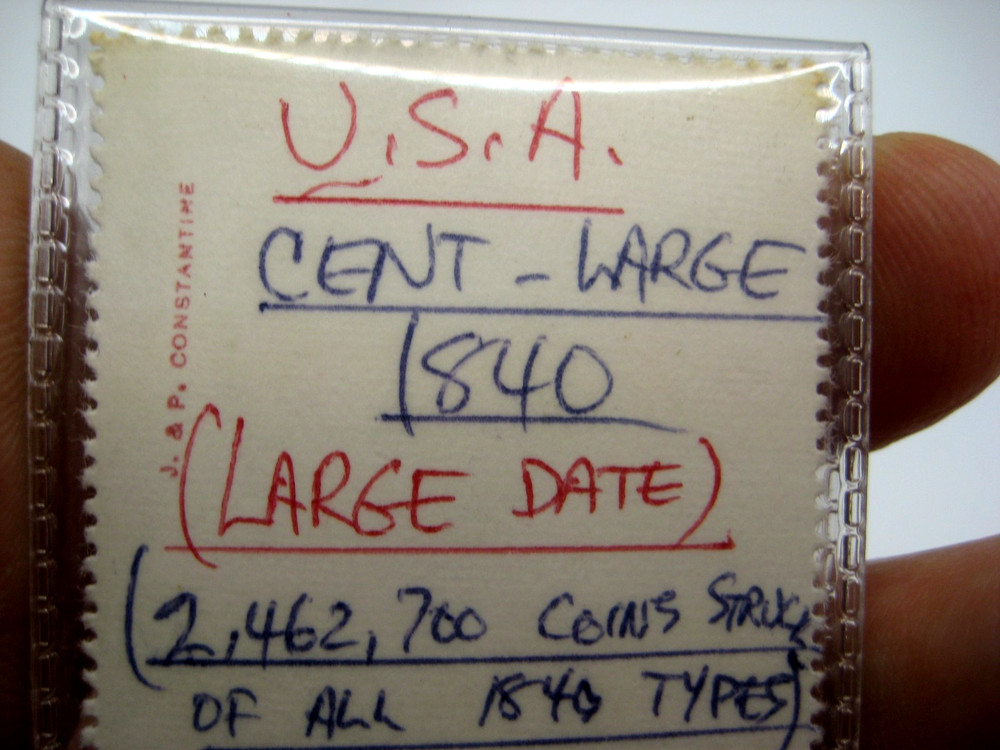 U.S.A.
CENT - LARGE
1840
(LARGE DATE)
(2,462,700 COINS STRUCK
OF ALL 1840 TYPES)
J. & P. CONSTANTINE